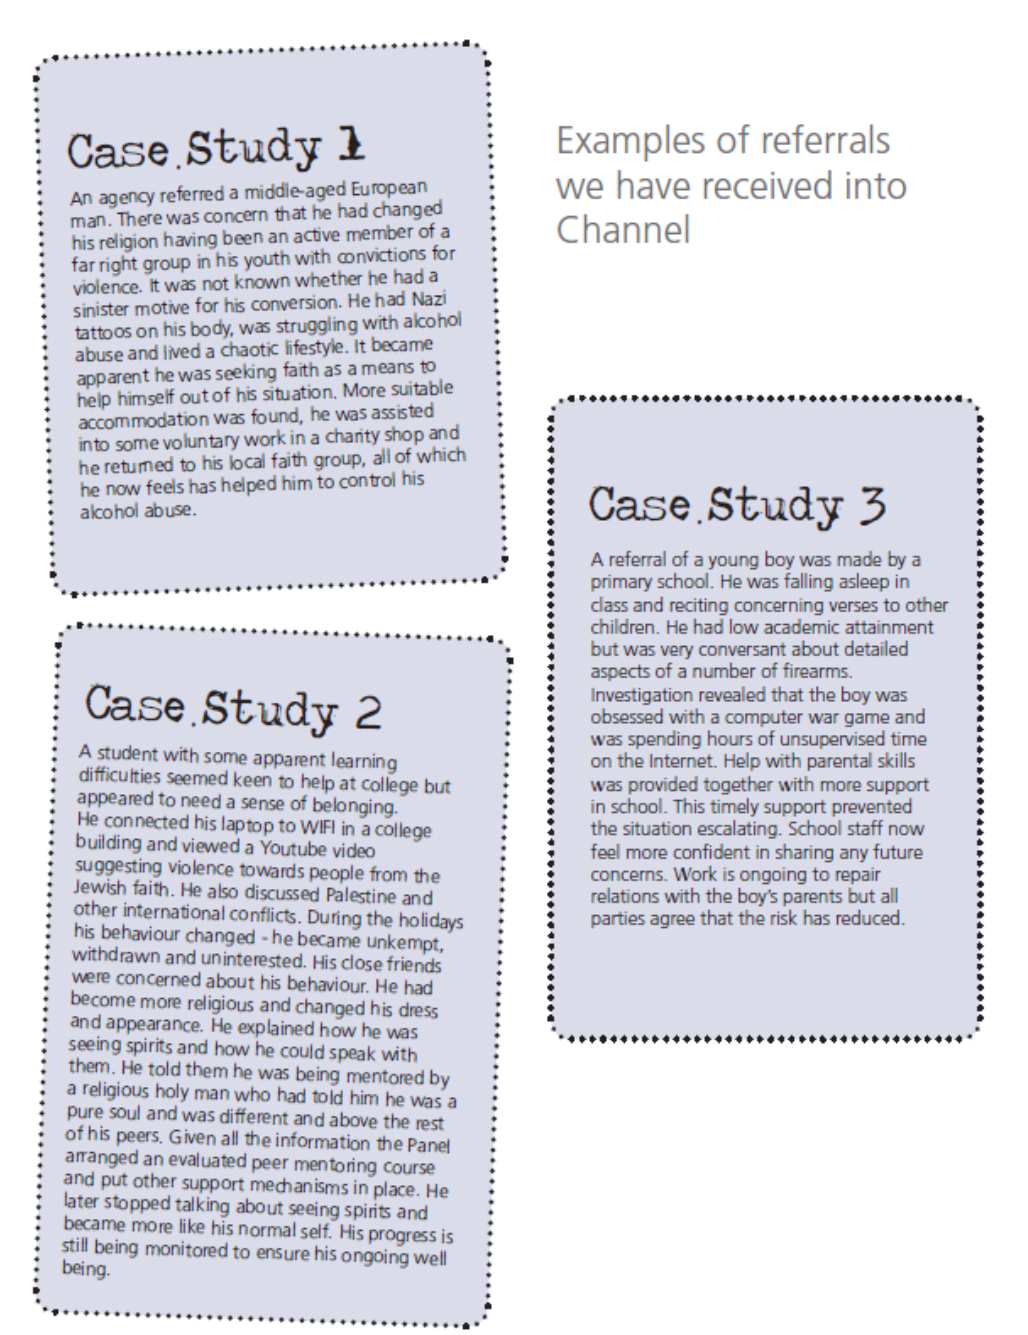 Case Study 1
An agency referred a middle-aged European
man. There was concern that he had changed
his religion having been an active member of a
far right group in his youth with convictions for
violence. It was not known whether he had a
sinister motive for his conversion. He had Nazi
tattoos on his body, was struggling with alcohol
abuse and lived a chaotic lifestyle. It became
apparent he was seeking faith as a means to
help himself out of his situation. More suitable
accommodation was found, he was assisted
into some voluntary work in a charity shop and
he returned to his local faith group, all of which
he now feels has helped him to control his
alcohol abuse.
Examples of referrals
we have received into
Channel
Case Study 2
A student with some apparent learning
difficulties seemed keen to help at college but
appeared to need a sense of belonging.
He connected his laptop to WIFI in a college
building and viewed a Youtube video
suggesting violence towards people from the
Jewish faith. He also discussed Palestine and
other international conflicts. During the holidays
his behaviour changed - he became unkempt,
withdrawn and uninterested. His close friends
were concerned about his behaviour. He had
become more religious and changed his dress
and appearance. He explained how he was
seeing spirits and how he could speak with
them. He told them he was being mentored by
a religious holy man who had told him he was a
pure soul and was different and above the rest
of his peers. Given all the information the Panel
arranged an evaluated peer mentoring course
and put other support mechanisms in place. He
later stopped talking about seeing spirits and
became more like his normal self. His progress is
still being monitored to ensure his ongoing well
being.
Case Study 3
A referral of a young boy was made by a
primary school. He was falling asleep in
class and reciting concerning verses to other
children. He had low academic attainment
but was very conversant about detailed
aspects of a number of firearms.
Investigation revealed that the boy was
obsessed with a computer war game and
was spending hours of unsupervised time
on the Internet. Help with parental skills
was provided together with more support
in school. This timely support prevented
the situation escalating. School staff now
feel more confident in sharing any future
concerns. Work is ongoing to repair
relations with the boy's parents but all
parties agree that the risk has reduced.